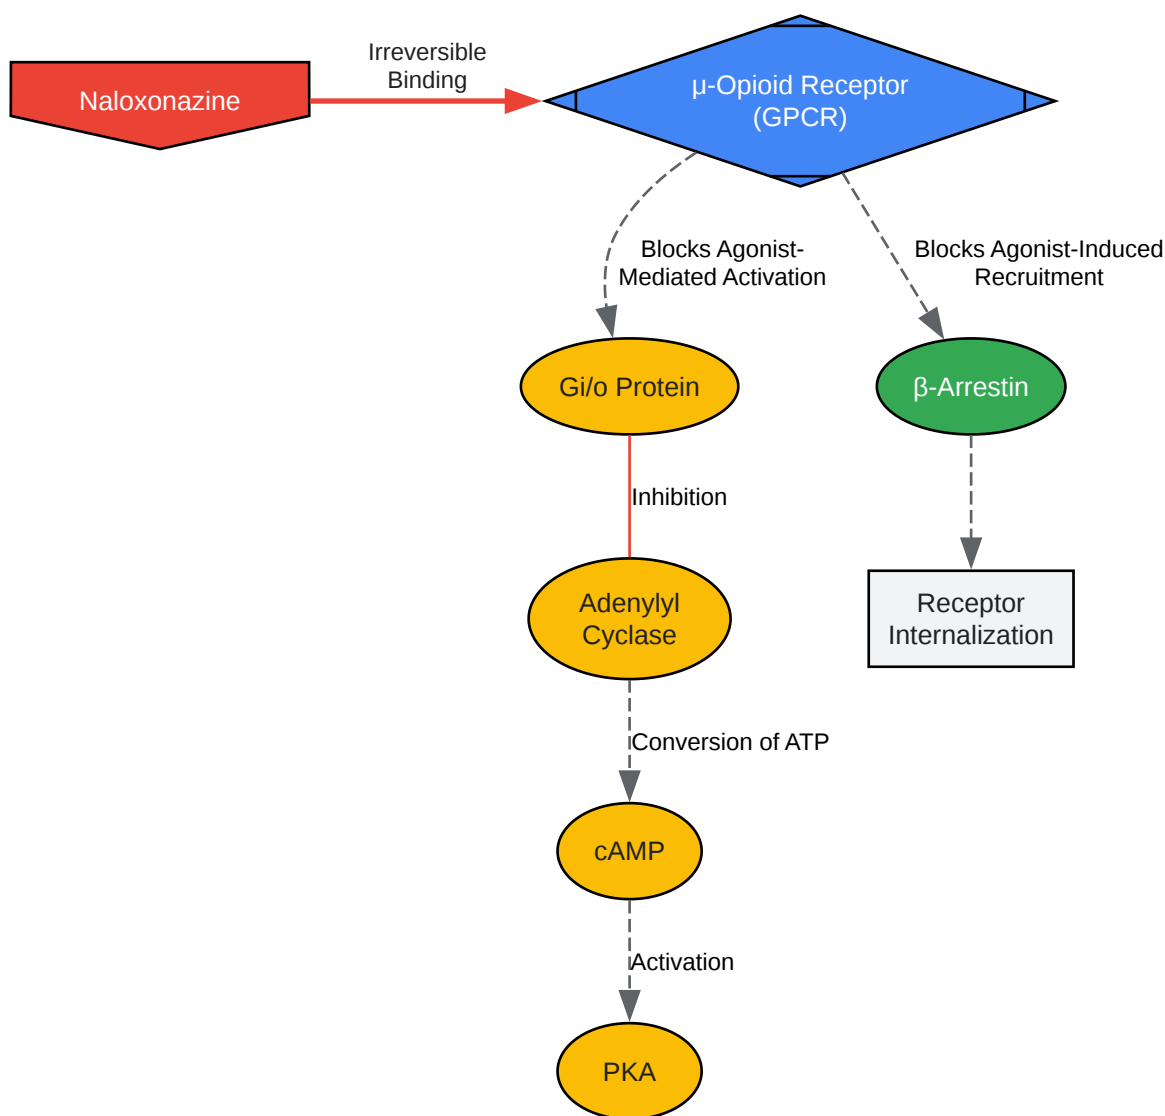 Naloxonazine
Irreversible
Binding
μ-Opioid Receptor
(GPCR)
Blocks Agonist-
Mediated Activation
Blocks Agonist-Induced
Recruitment
Gi/o Protein
β-Arrestin
Inhibition
Adenylyl
Cyclase
Receptor
Internalization
Conversion of ATP
cAMP
Activation
PKA